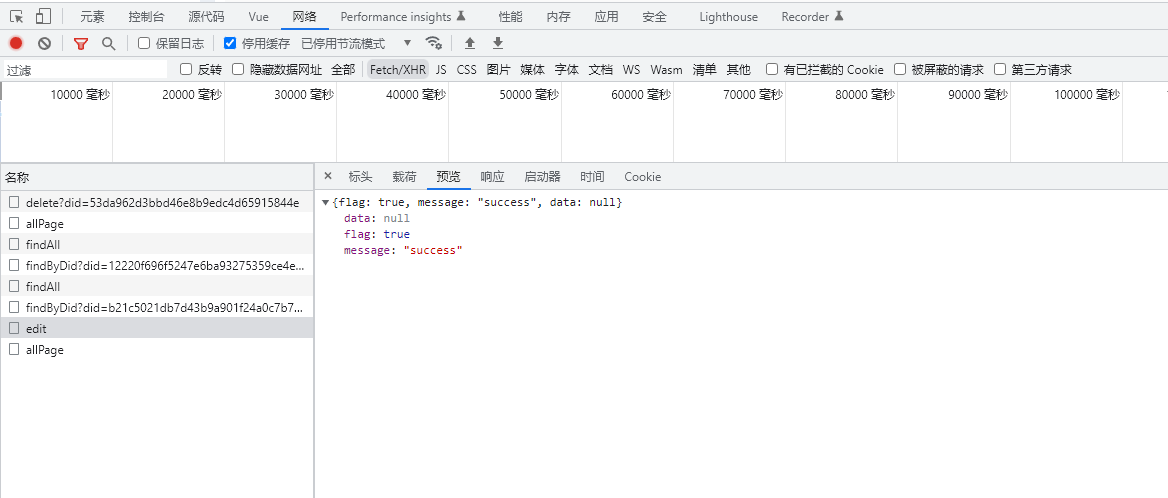 元素 控制台 源代码 Vue 网络 Performance insights 性能 内存 应用 安全 Lighthouse Recorder
保留日志 停用缓存 已停用节流模式
过滤 反转 隐藏数据网址 全部 Fetch/XHR JS CSS 图片 媒体 字体 文档 WS Wasm 清单 其他 有已拦截的 Cookie 被屏蔽的请求 第三方请求
10000 毫秒 20000 毫秒 30000 毫秒 40000 毫秒 50000 毫秒 60000 毫秒 70000 毫秒 80000 毫秒 90000 毫秒 100000 毫秒
名称
delete?did=53da962d3bbd46e8b9edc4d65915844e
allPage
findAll
findByDid?did=12220f696f5247e6ba93275359ce4e...
findAll
findByDid?did=b21c5021db7d43b9a901f24a0c7b7...
edit
allPage
× 标头 载荷 预览 响应 启动器 时间 Cookie
{flag: true, message: "success", data: null}
data: null
flag: true
message: "success"